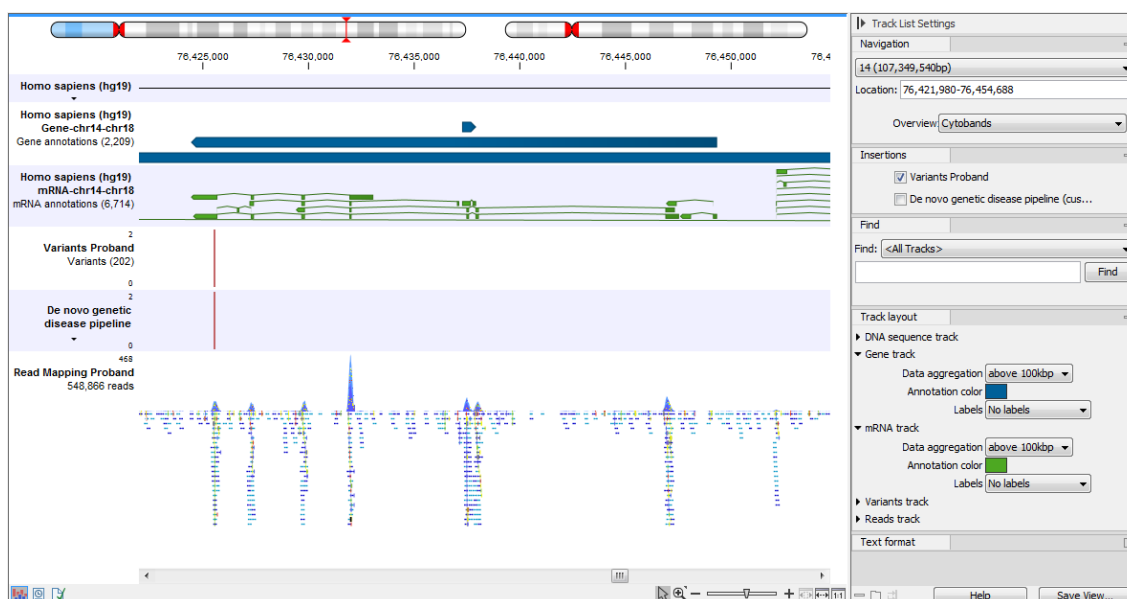 76,425,000 76,430,000 76,435,000 76,440,000 76,445,000 76,450,000 76,4
Homo sapiens (hg19)
Homo sapiens (hg19)
Gene-chr14-chr18
Gene annotations (2,209)
Homo sapiens (hg19)
mRNA-chr14-chr18
mRNA annotations (6,714)
2
Variants Proband
Variants (202)
0
2
De novo genetic
disease pipeline
0
468
Read Mapping Proband
548,866 reads
1:1
Track List Settings
Navigation
14 (107,349,540bp)
Location: 76,421,980-76,454,688
Overview: Cytobands
Insertions
Variants Proband
De novo genetic disease pipeline (cus...
Find
Find: <All Tracks>
Find
Track layout
DNA sequence track
Gene track
Data aggregation above 100kbp
Annotation color
Labels No labels
mRNA track
Data aggregation above 100kbp
Annotation color
Labels No labels
Variants track
Reads track
Text format
Help Save View...